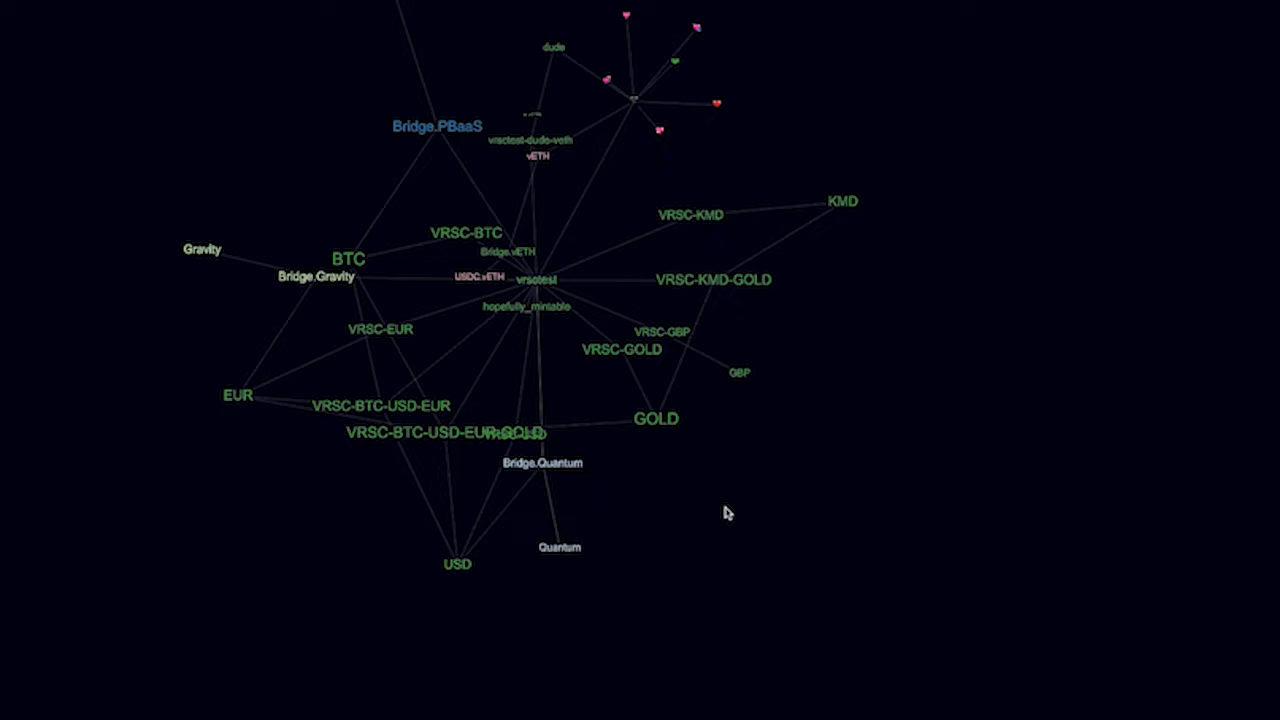 dude
Bridge.PBaaS
vrsctest-dude-veth
vETH
KMD
VRSC-KMD
VRSC-BTC
Gravity
Bridge.vETH
BTC
Bridge.Gravity
USDC.vETH
vrsctest
VRSC-KMD-GOLD
hopefully_mintable
VRSC-EUR
VRSC-GBP
VRSC-GOLD
GBP
EUR
VRSC-BTC-USD-EUR
GOLD
VRSC-BTC-USD-EUR-GOLD
VRSC-USD
Bridge.Quantum
Quantum
USD